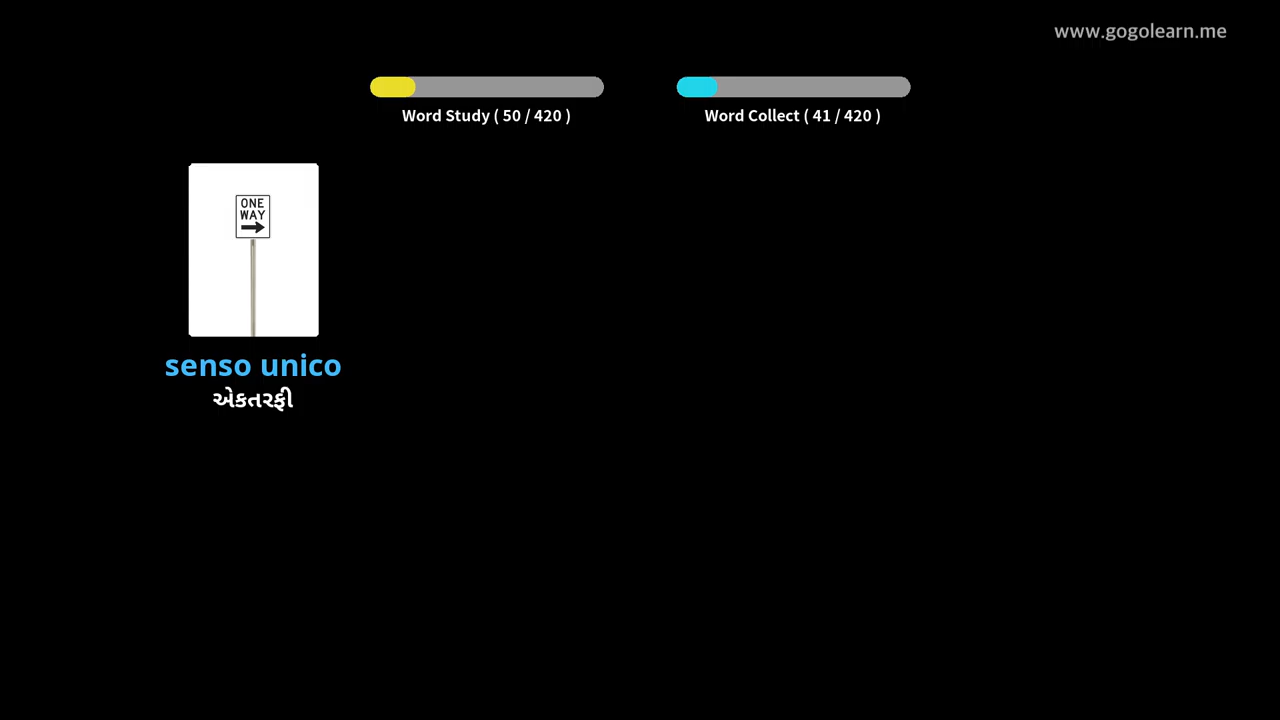 www.gogolearn.me
Word Study ( 50 / 420 )
Word Collect ( 41 / 420 )
ONE
WAY
senso unico
એકતરફી